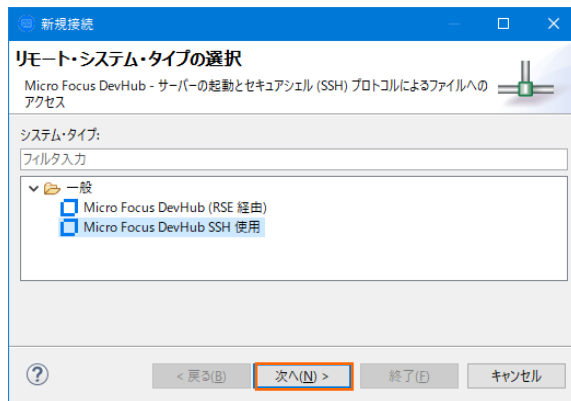 新規接続
リモート・システム・タイプの選択
Micro Focus DevHub - サーバーの起動とセキュアシェル (SSH) プロトコルによるファイルへの
アクセス
システム・タイプ:
フィルタ入力
一般
Micro Focus DevHub (RSE 経由)
Micro Focus DevHub SSH 使用
< 戻る(B)
次へ(N) >
終了(F)
キャンセル